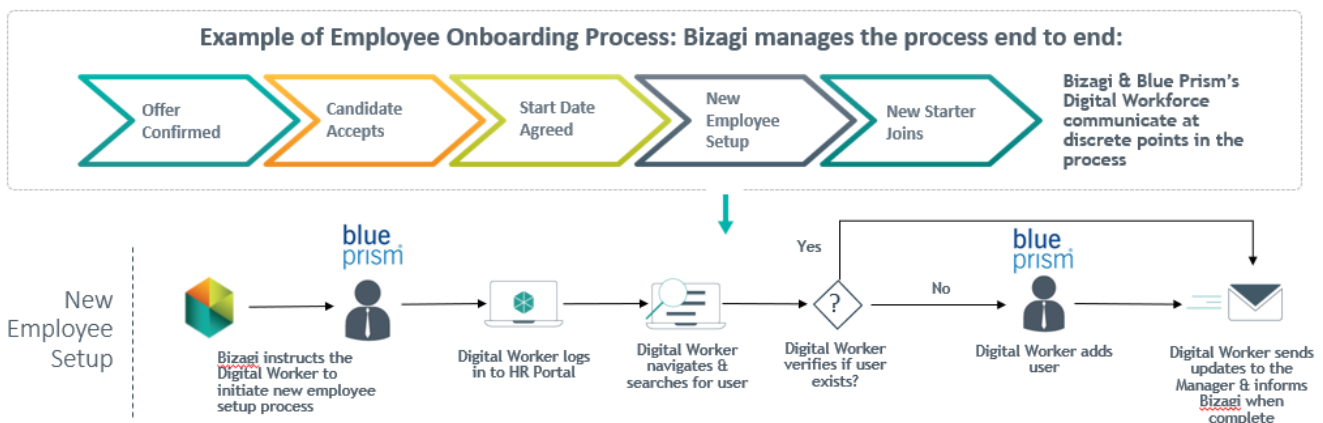 Example of Employee Onboarding Process: Bizagi manages the process end to end:
Offer
Confirmed
Candidate
Accepts
Start Date
Agreed
New
Employee
Setup
New Starter
Joins
Bizagi & Blue Prism's
Digital Workforce
communicate at
discrete points in the
process
New
Employee
Setup
Bizagi instructs the
Digital Worker to
initiate new employee
setup process
blue
prism®
Digital Worker logs
in to HR Portal
Digital Worker
navigates &
searches for user
Yes
?
Digital Worker
verifies if user
exists?
No
blue
prism®
Digital Worker adds
user
Digital Worker sends
updates to the
Manager & informs
Bizagi when
complete